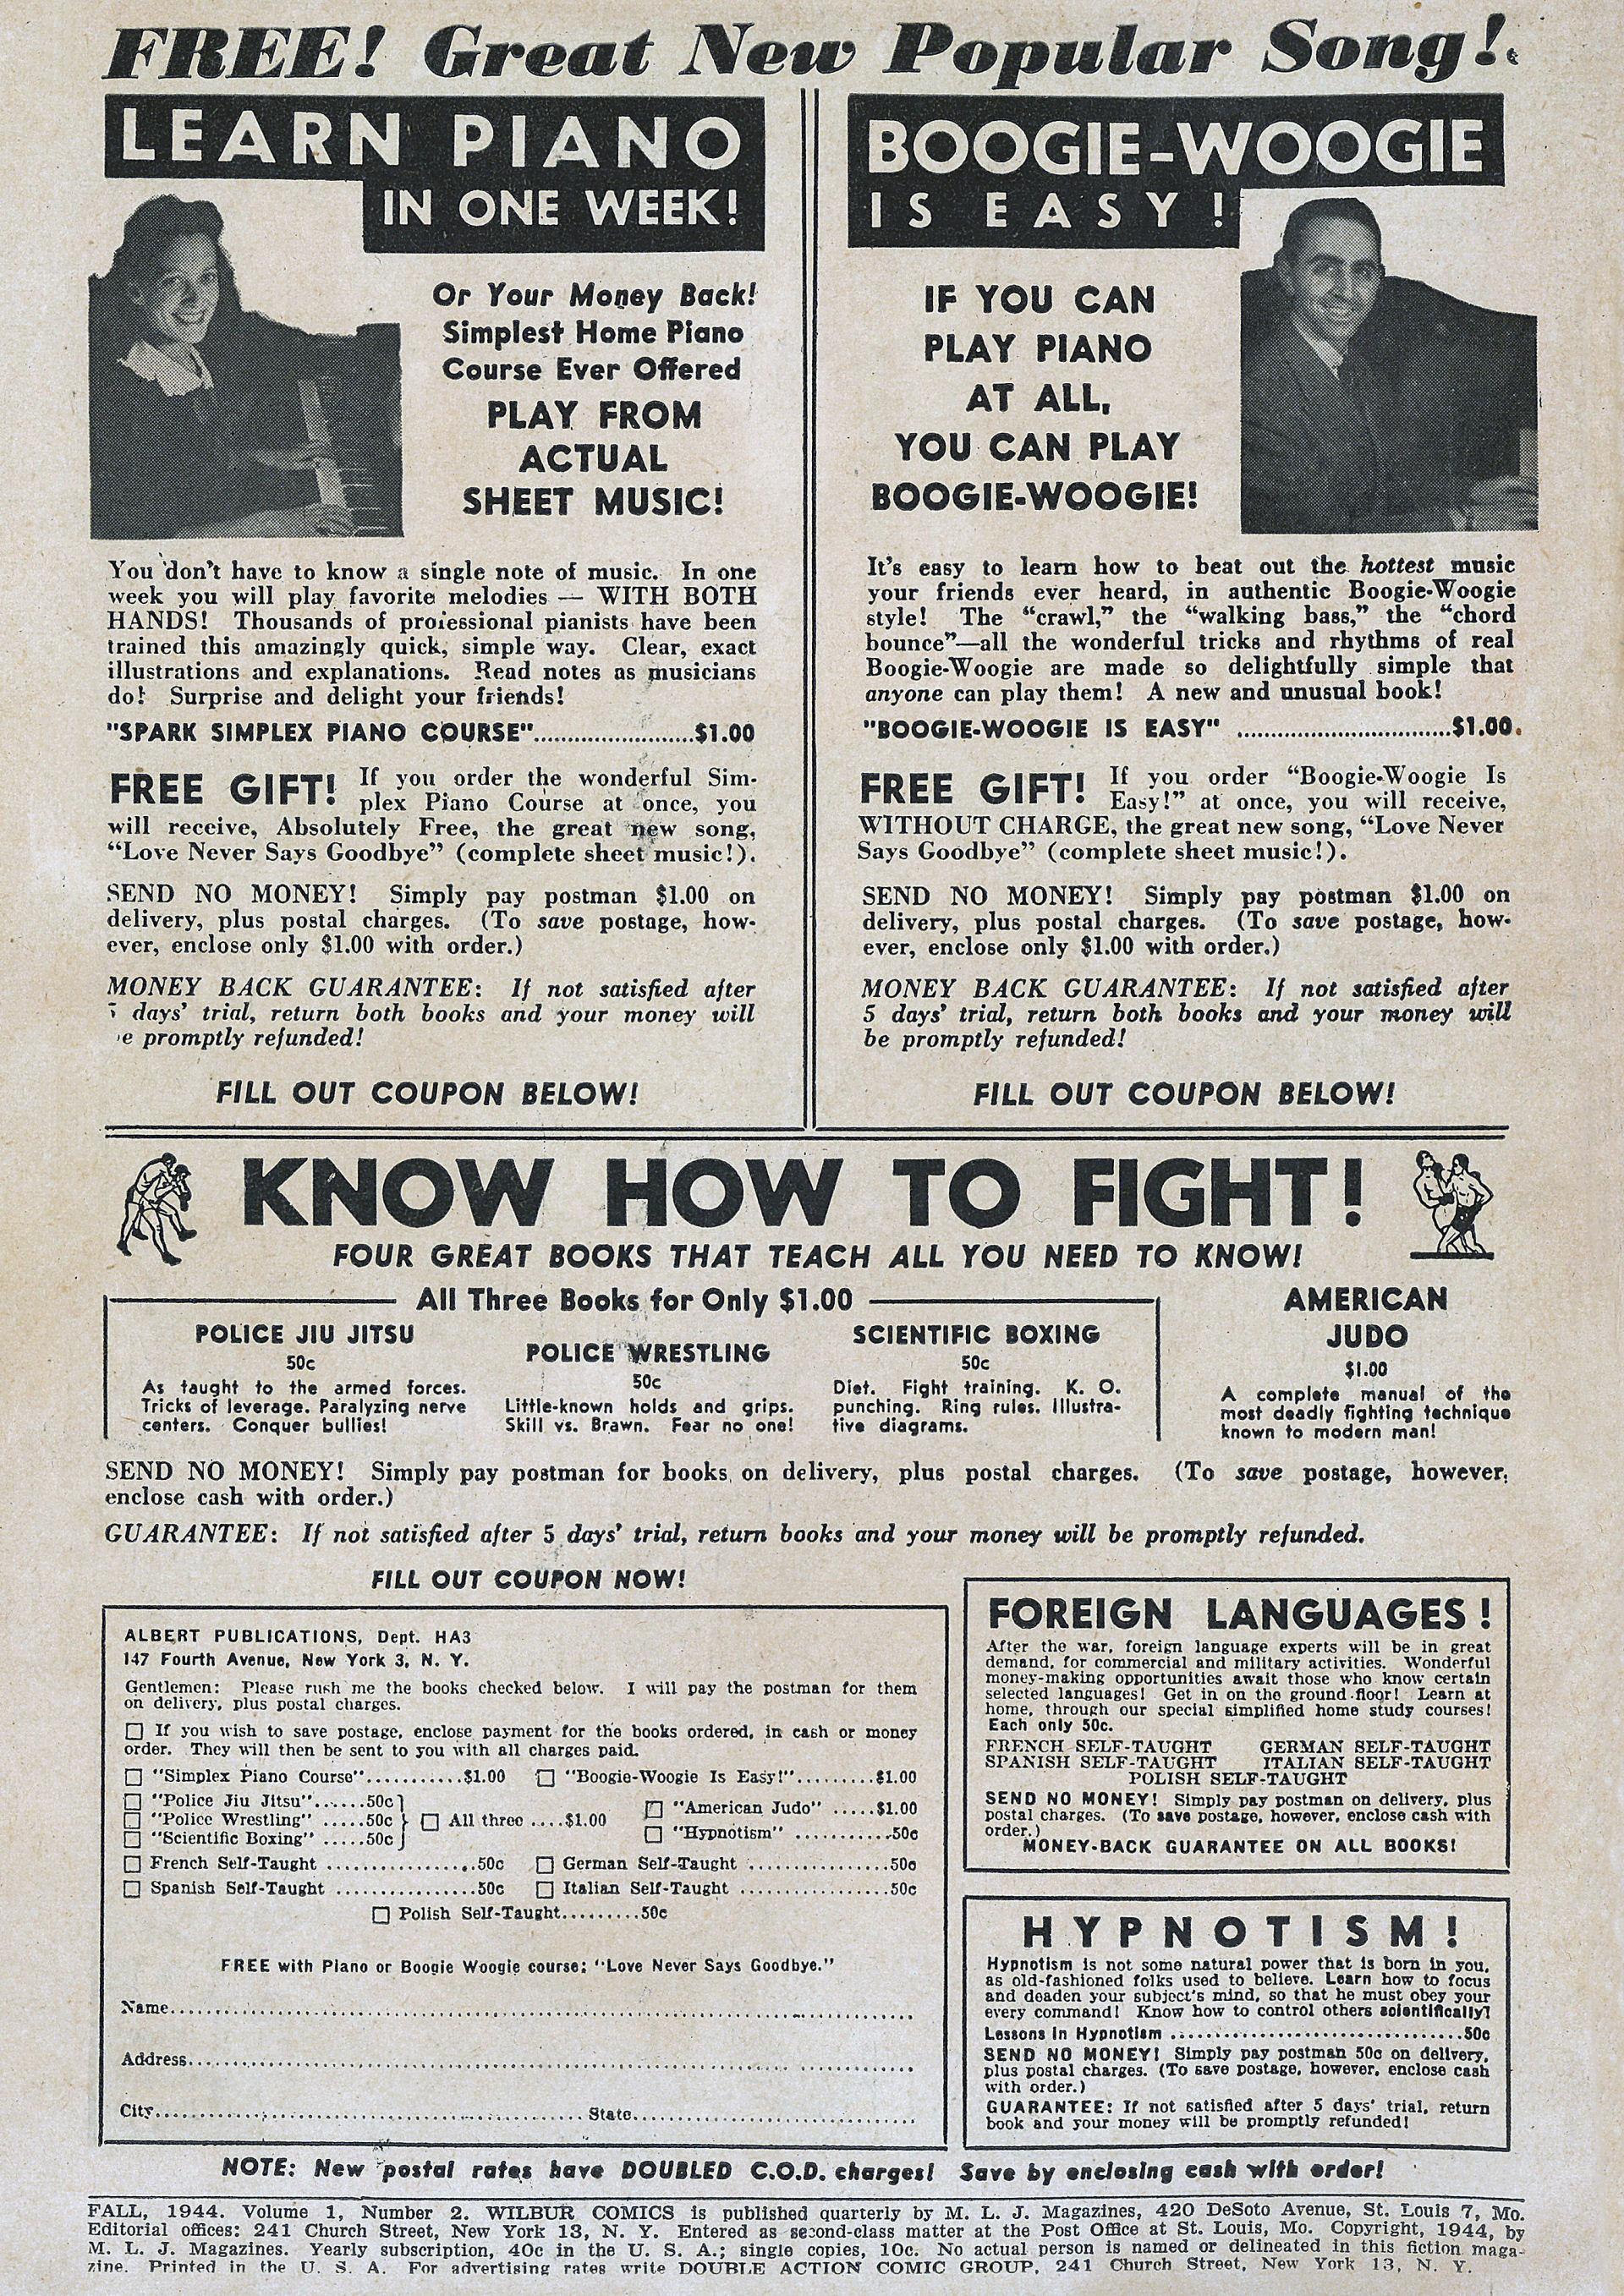 FREE! Great New Popular Song!
LEARN PIANO
IN ONE WEEK!
Or Your Money Back!
Simplest Home Piano
Course Ever Offered
PLAY FROM
ACTUAL
SHEET MUSIC!
You don't have to know a single note of music. In one
week you will play favorite melodies — WITH BOTH
HANDS! Thousands of professional pianists have been
trained this amazingly quick, simple way. Clear, exact
illustrations and explanations. Read notes as musicians
do! Surprise and delight your friends!
"SPARK SIMPLEX PIANO COURSE"........................$1.00
FREE GIFT! If you order the wonderful Sim-
plex Piano Course at once, you
will receive, Absolutely Free, the great new song,
“Love Never Says Goodbye” (complete sheet music!).
SEND NO MONEY! Simply pay postman $1.00 on
delivery, plus postal charges. (To save postage, how-
ever, enclose only $1.00 with order.)
MONEY BACK GUARANTEE: If not satisfied after
5 days' trial, return both books and your money will
be promptly refunded!
FILL OUT COUPON BELOW!
BOOGIE-WOOGIE
IS EASY!
IF YOU CAN
PLAY PIANO
AT ALL,
YOU CAN PLAY
BOOGIE-WOOGIE!
It's easy to learn how to beat out the hottest music
your friends ever heard, in authentic Boogie-Woogie
style! The “crawl,” the “walking bass,” the “chord
bounce”—all the wonderful tricks and rhythms of real
Boogie-Woogie are made so delightfully simple that
anyone can play them! A new and unusual book!
"BOOGIE-WOOGIE IS EASY" ................................$1.00.
FREE GIFT! If you order “Boogie-Woogie Is
Easy!” at once, you will receive,
WITHOUT CHARGE, the great new song, “Love Never
Says Goodbye” (complete sheet music!).
SEND NO MONEY! Simply pay postman $1.00 on
delivery, plus postal charges. (To save postage, how-
ever, enclose only $1.00 with order.)
MONEY BACK GUARANTEE: If not satisfied after
5 days' trial, return both books and your money will
be promptly refunded!
FILL OUT COUPON BELOW!
KNOW HOW TO FIGHT!
FOUR GREAT BOOKS THAT TEACH ALL YOU NEED TO KNOW!
All Three Books for Only $1.00
POLICE JIU JITSU
50c
As taught to the armed forces.
Tricks of leverage. Paralyzing nerve
centers. Conquer bullies!
POLICE WRESTLING
50c
Little-known holds and grips.
Skill vs. Brawn. Fear no one!
SCIENTIFIC BOXING
50c
Diet. Fight training. K. O.
punching. Ring rules. Illustra-
tive diagrams.
AMERICAN
JUDO
$1.00
A complete manual of the
most deadly fighting technique
known to modern man!
SEND NO MONEY! Simply pay postman for books on delivery, plus postal charges. (To save postage, however,
enclose cash with order.)
GUARANTEE: If not satisfied after 5 days' trial, return books and your money will be promptly refunded.
FILL OUT COUPON NOW!
ALBERT PUBLICATIONS, Dept. HA3
147 Fourth Avenue, New York 3, N. Y.
Gentlemen: Please rush me the books checked below. I will pay the postman for them
on delivery, plus postal charges.
□ If you wish to save postage, enclose payment for the books ordered, in cash or money
order. They will then be sent to you with all charges paid.
□ "Simplex Piano Course"...........$1.00 □ "Boogie-Woogie Is Easy!".........$1.00
□ "Police Jiu Jitsu".......50c
□ "Police Wrestling" .....50c
□ "Scientific Boxing" .....50c
□ All three ....$1.00
□ "American Judo" .....$1.00
□ "Hypnotism" ...........50c
□ French Self-Taught .................50c □ German Self-Taught .................50c
□ Spanish Self-Taught .................50c □ Italian Self-Taught .................50c
□ Polish Self-Taught.........50c
FREE with Piano or Boogie Woogie course: "Love Never Says Goodbye."
Name........................................
Address........................................
City........................................State..............................
FOREIGN LANGUAGES!
After the war, foreign language experts will be in great
demand, for commercial and military activities. Wonderful
money-making opportunities await those who know certain
selected languages! Get in on the ground-floor! Learn at
home, through our special simplified home study courses!
Each only 50c.
FRENCH SELF-TAUGHT GERMAN SELF-TAUGHT
SPANISH SELF-TAUGHT ITALIAN SELF-TAUGHT
POLISH SELF-TAUGHT
SEND NO MONEY! Simply pay postman on delivery, plus
postal charges. (To save postage, however, enclose cash with
order.)
MONEY-BACK GUARANTEE ON ALL BOOKS!
HYPNOTISM!
Hypnotism is not some natural power that is born in you,
as old-fashioned folks used to believe. Learn how to focus
and deaden your subject's mind, so that he must obey your
every command! Know how to control others scientifically!
Lessons in Hypnotism .................................50c
SEND NO MONEY! Simply pay postman 50c on delivery,
plus postal charges. (To save postage, however, enclose cash
with order.)
GUARANTEE: If not satisfied after 5 days' trial, return
book and your money will be promptly refunded!
NOTE: New postal rates have DOUBLED C.O.D. charges! Save by enclosing cash with order!
FALL, 1944. Volume 1, Number 2. WILBUR COMICS is published quarterly by M. L. J. Magazines, 420 DeSoto Avenue, St. Louis 7, Mo.
Editorial offices: 241 Church Street, New York 13, N. Y. Entered as second-class matter at the Post Office at St. Louis, Mo. Copyright, 1944, by
M. L. J. Magazines. Yearly subscription, 40c in the U. S. A.; single copies, 10c. No actual person is named or delineated in this fiction maga-
zine. Printed in the U. S. A. For advertising rates write DOUBLE ACTION COMIC GROUP, 241 Church Street, New York 13, N. Y.